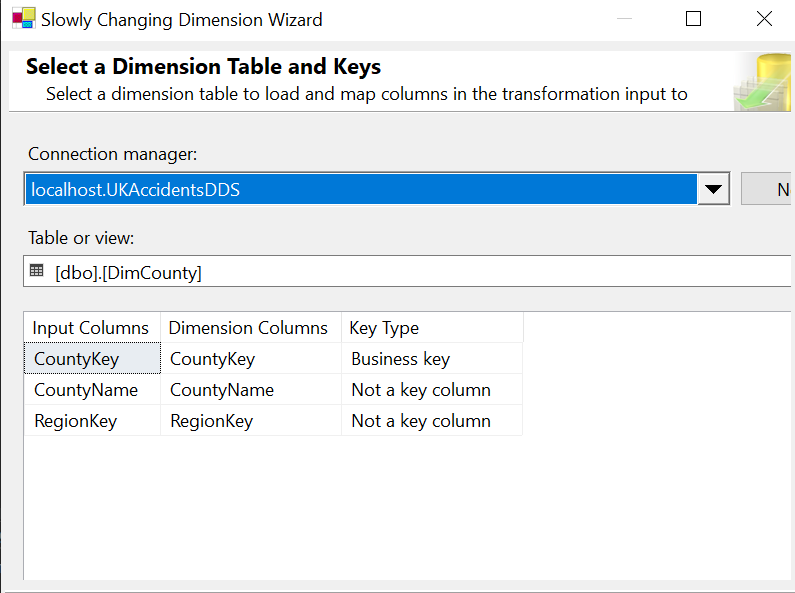 Slowly Changing Dimension Wizard
Select a Dimension Table and Keys
Select a dimension table to load and map columns in the transformation input to
Connection manager:
localhost.UKAccidentsDDS
Table or view:
[dbo].[DimCounty]
Input Columns Dimension Columns Key Type
CountyKey CountyKey Business key
CountyName CountyName Not a key column
RegionKey RegionKey Not a key column